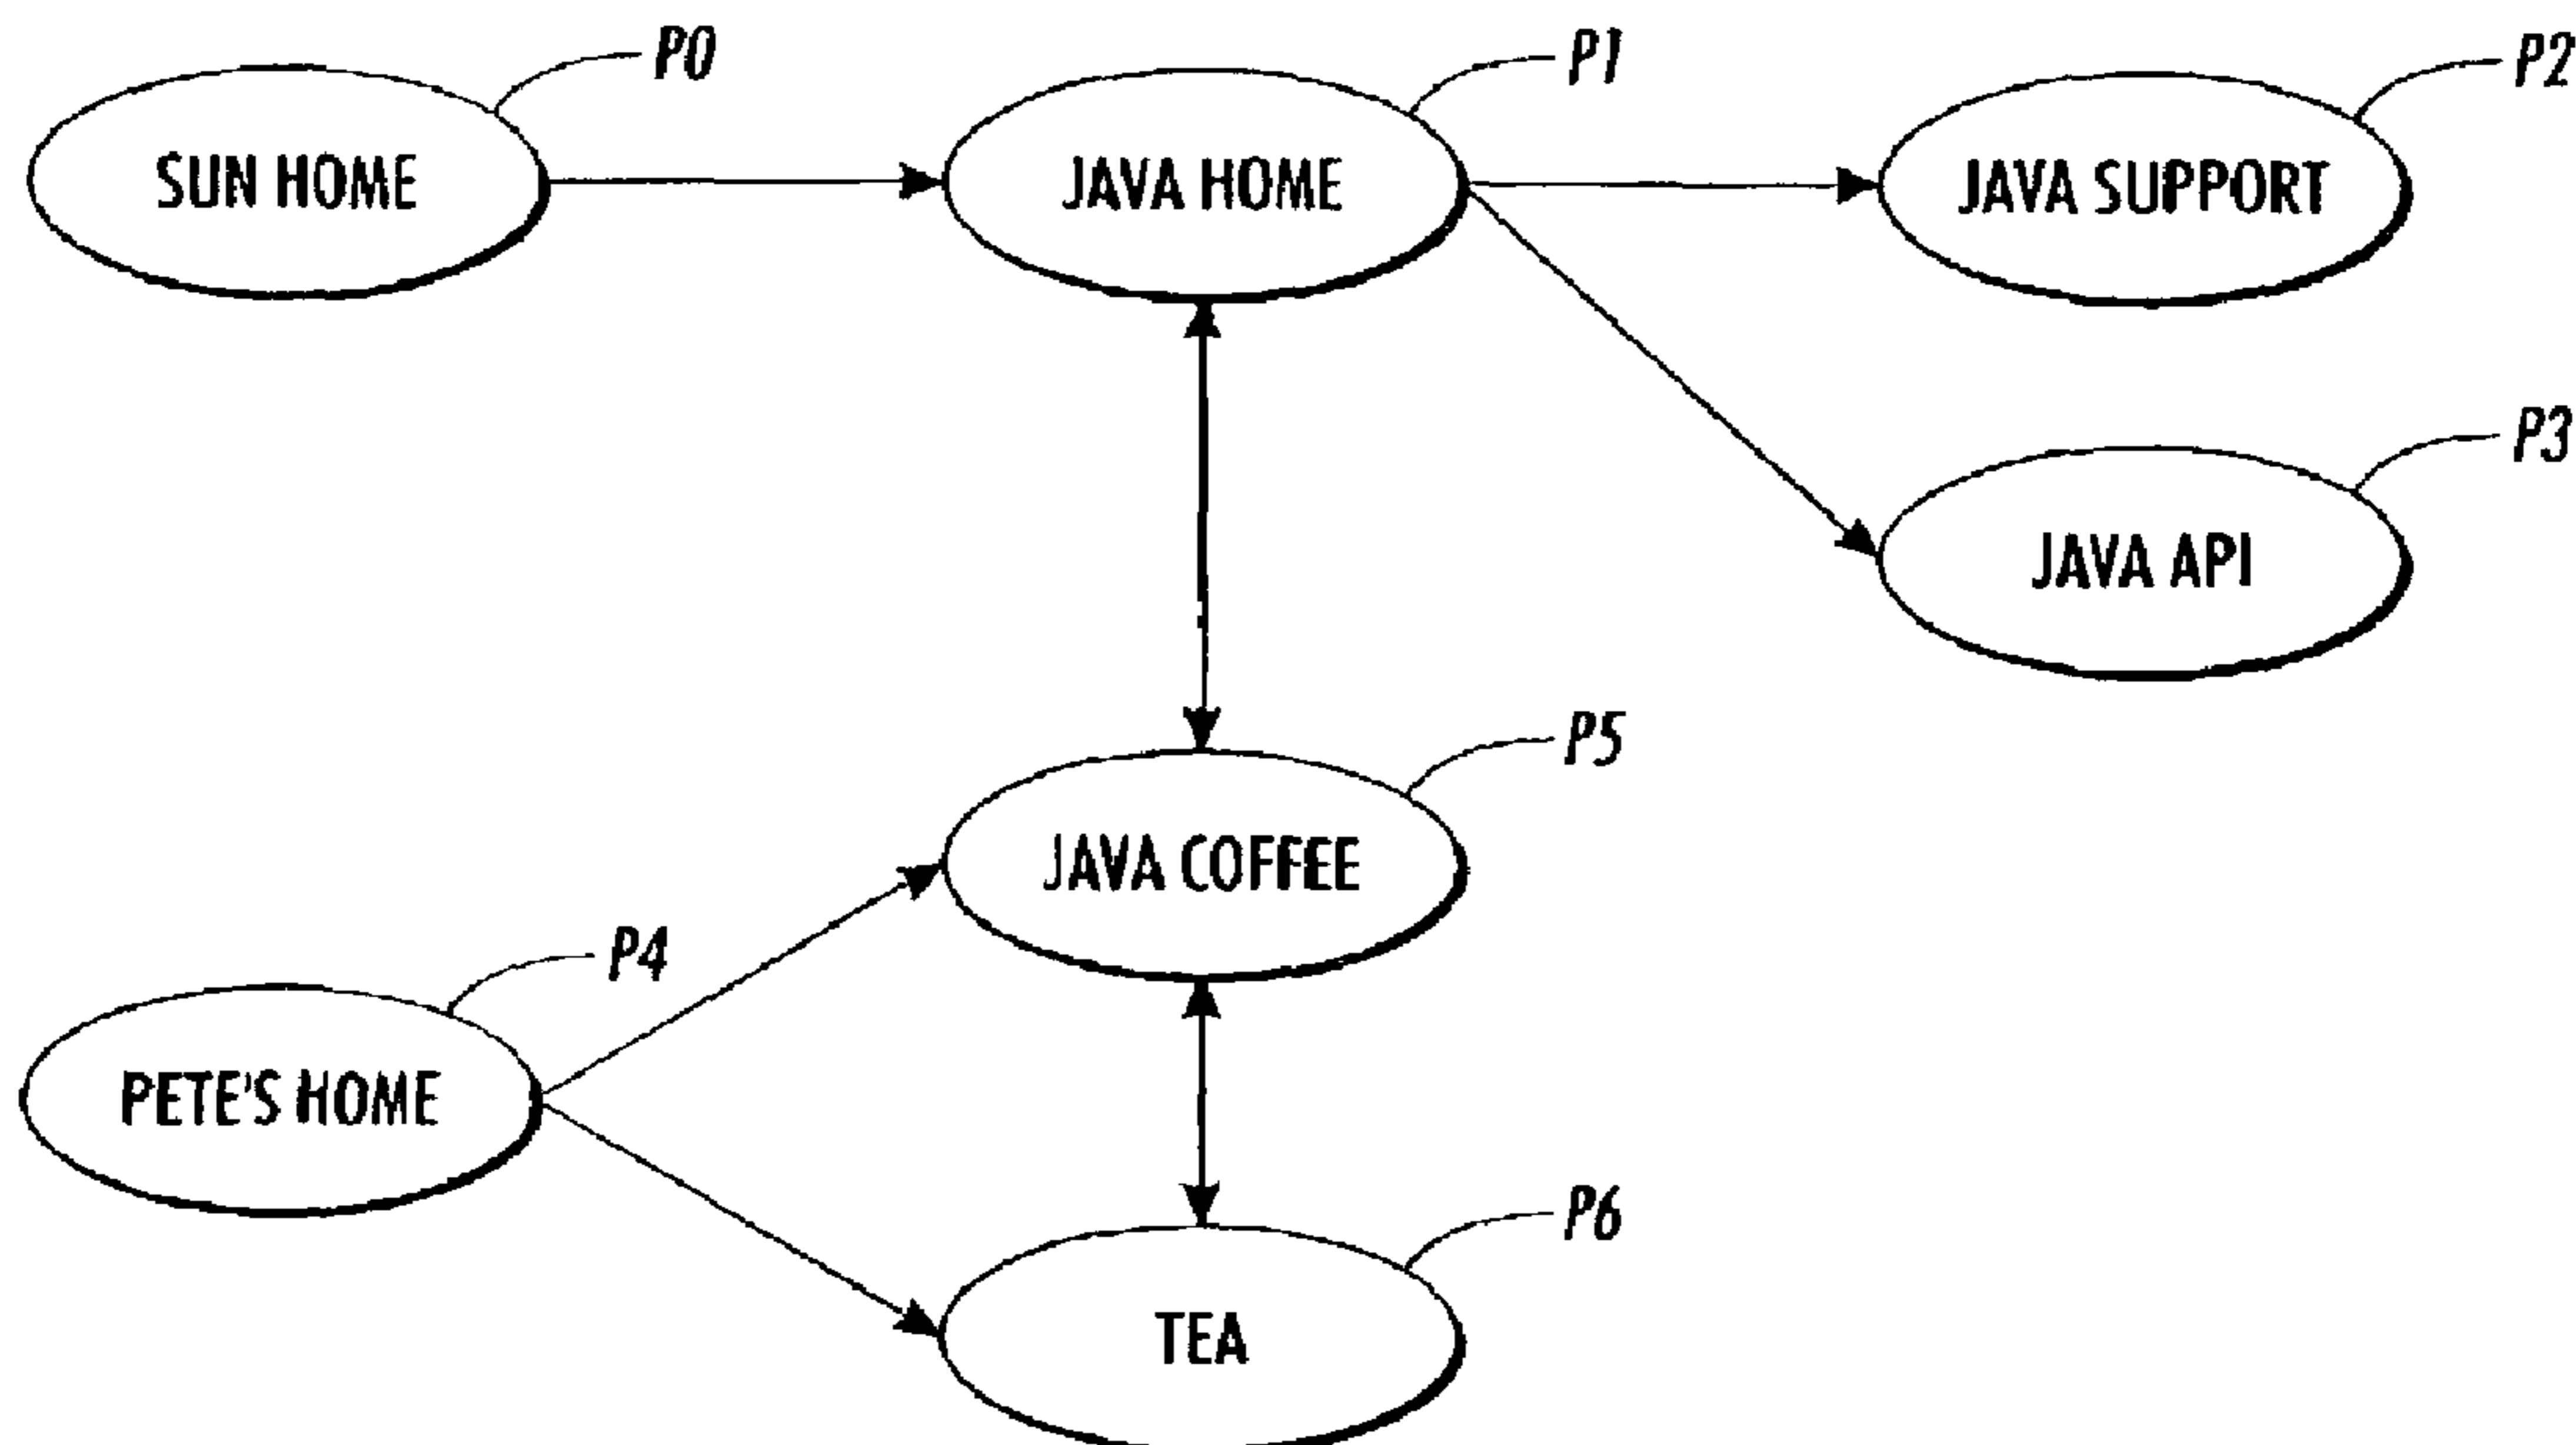 P0
P1
P2
SUN HOME
JAVA HOME
JAVA SUPPORT
P3
JAVA API
P5
JAVA COFFEE
P4
PETE'S HOME
P6
TEA